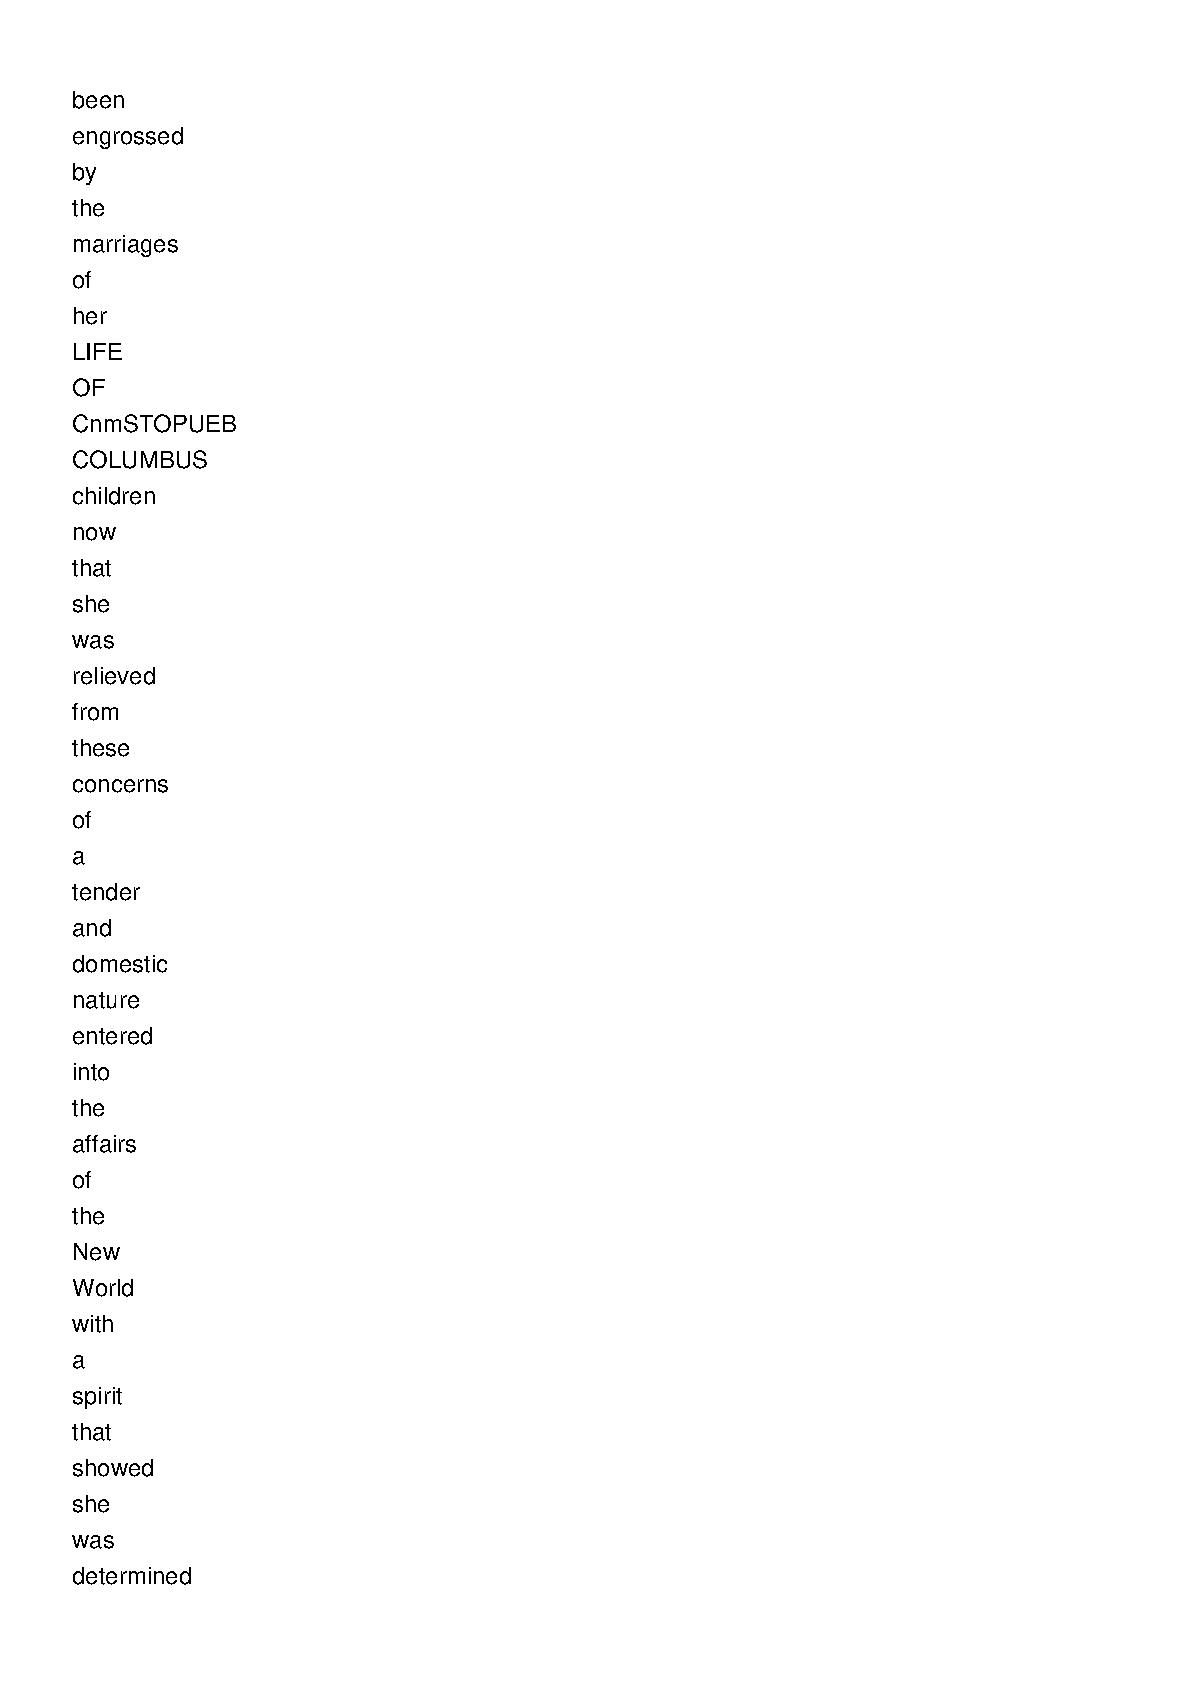 been
engrossed
by
the
marriages
of
her
LIFE
OF
CnmSTOPUEB
COLUMBUS
children
now
that
she
was
relieved
from
these
concerns
of
a
tender
and
domestic
nature
entered
into
the
affairs
of
the
New
World
with
a
spirit
that
showed
she
was
determined